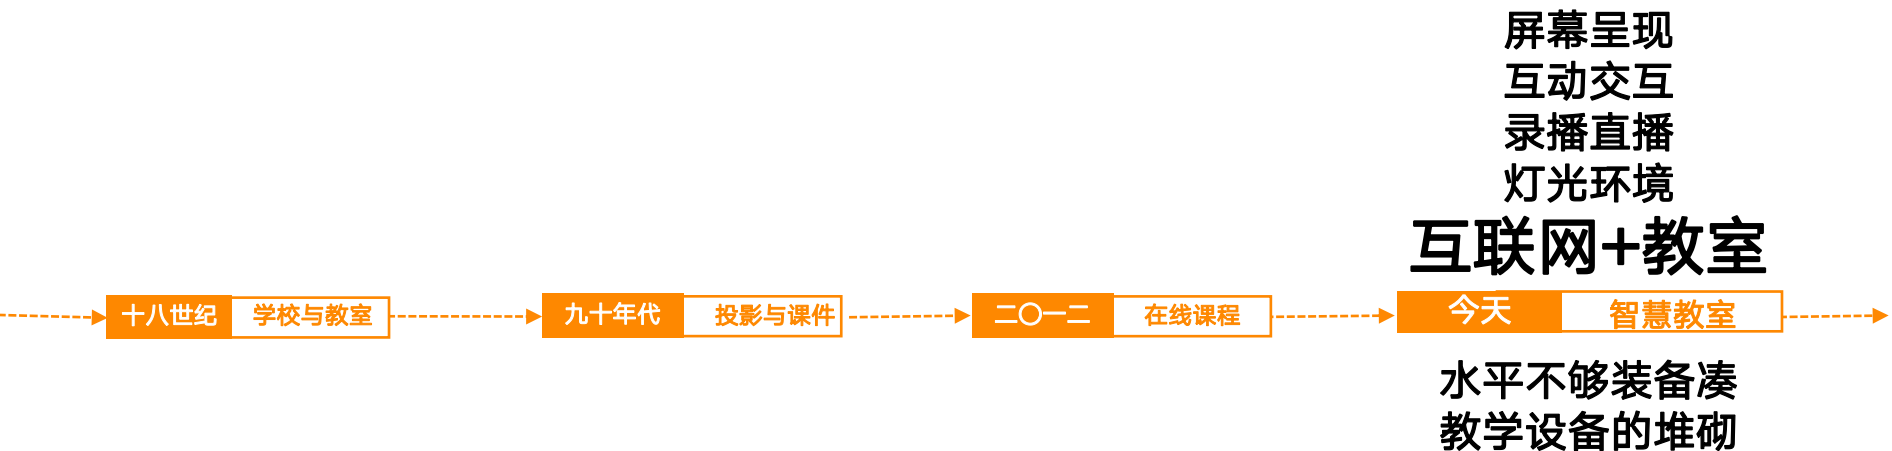 屏幕呈现
互动交互
录播直播
灯光环境
互联网+教室
十八世纪 学校与教室
九十年代 投影与课件
二〇一二 在线课程
今天 智慧教室
水平不够装备凑
教学设备的堆砌